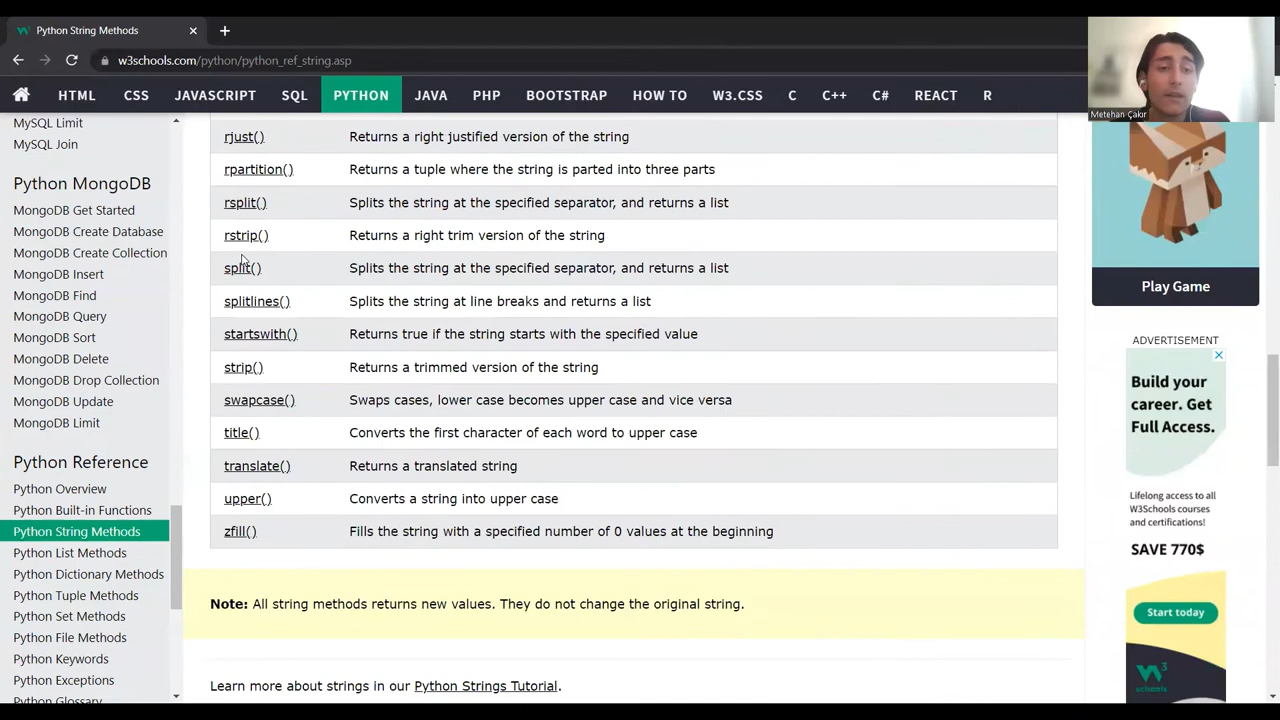 Python String Methods
w3schools.com/python/python_ref_string.asp
HTML CSS JAVASCRIPT SQL PYTHON JAVA PHP BOOTSTRAP HOW TO W3.CSS C C++ C# REACT R
Metehan Çakır
MySQL Limit
MySQL Join
Python MongoDB
MongoDB Get Started
MongoDB Create Database
MongoDB Create Collection
MongoDB Insert
MongoDB Find
MongoDB Query
MongoDB Sort
MongoDB Delete
MongoDB Drop Collection
MongoDB Update
MongoDB Limit
Python Reference
Python Overview
Python Built-in Functions
Python String Methods
Python List Methods
Python Dictionary Methods
Python Tuple Methods
Python Set Methods
Python File Methods
Python Keywords
Python Exceptions
Python Glossary
rjust() Returns a right justified version of the string
rpartition() Returns a tuple where the string is parted into three parts
rsplit() Splits the string at the specified separator, and returns a list
rstrip() Returns a right trim version of the string
split() Splits the string at the specified separator, and returns a list
splitlines() Splits the string at line breaks and returns a list
startswith() Returns true if the string starts with the specified value
strip() Returns a trimmed version of the string
swapcase() Swaps cases, lower case becomes upper case and vice versa
title() Converts the first character of each word to upper case
translate() Returns a translated string
upper() Converts a string into upper case
zfill() Fills the string with a specified number of 0 values at the beginning
Note: All string methods returns new values. They do not change the original string.
Learn more about strings in our Python Strings Tutorial.
Play Game
ADVERTISEMENT
Build your
career. Get
Full Access.
Lifelong access to all
W3Schools courses
and certifications!
SAVE 770$
Start today
W3
schools